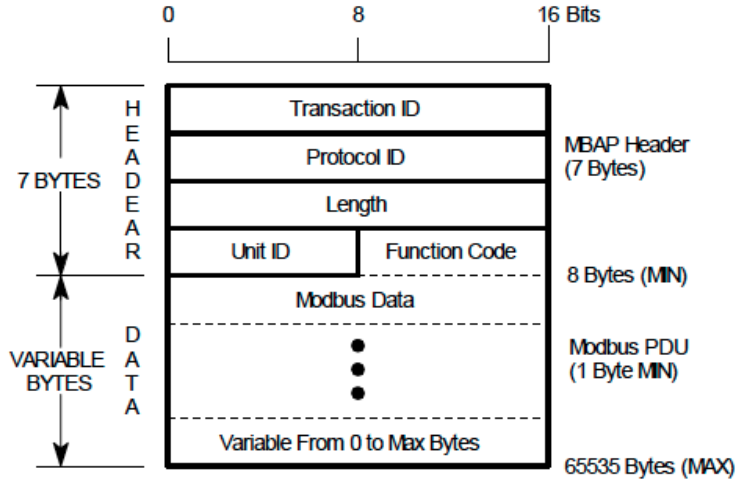 0 8 16 Bits
Transaction ID
Protocol ID
MBAP Header
(7 Bytes)
7 BYTES
HEADEAR
Length
Unit ID Function Code
8 Bytes (MIN)
Modbus Data
VARIABLE
BYTES
DATA
Modbus PDU
(1 Byte MIN)
Variable From 0 to Max Bytes
65535 Bytes (MAX)